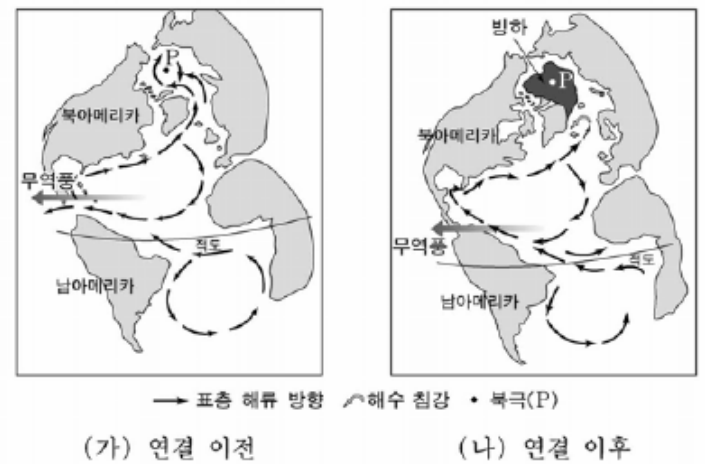 P
북아메리카
무역풍
적도
남아메리카
빙하
P
북아메리카
무역풍
적도
남아메리카
표층 해류 방향 해수 침강 • 북극(P)
(가) 연결 이전
(나) 연결 이후